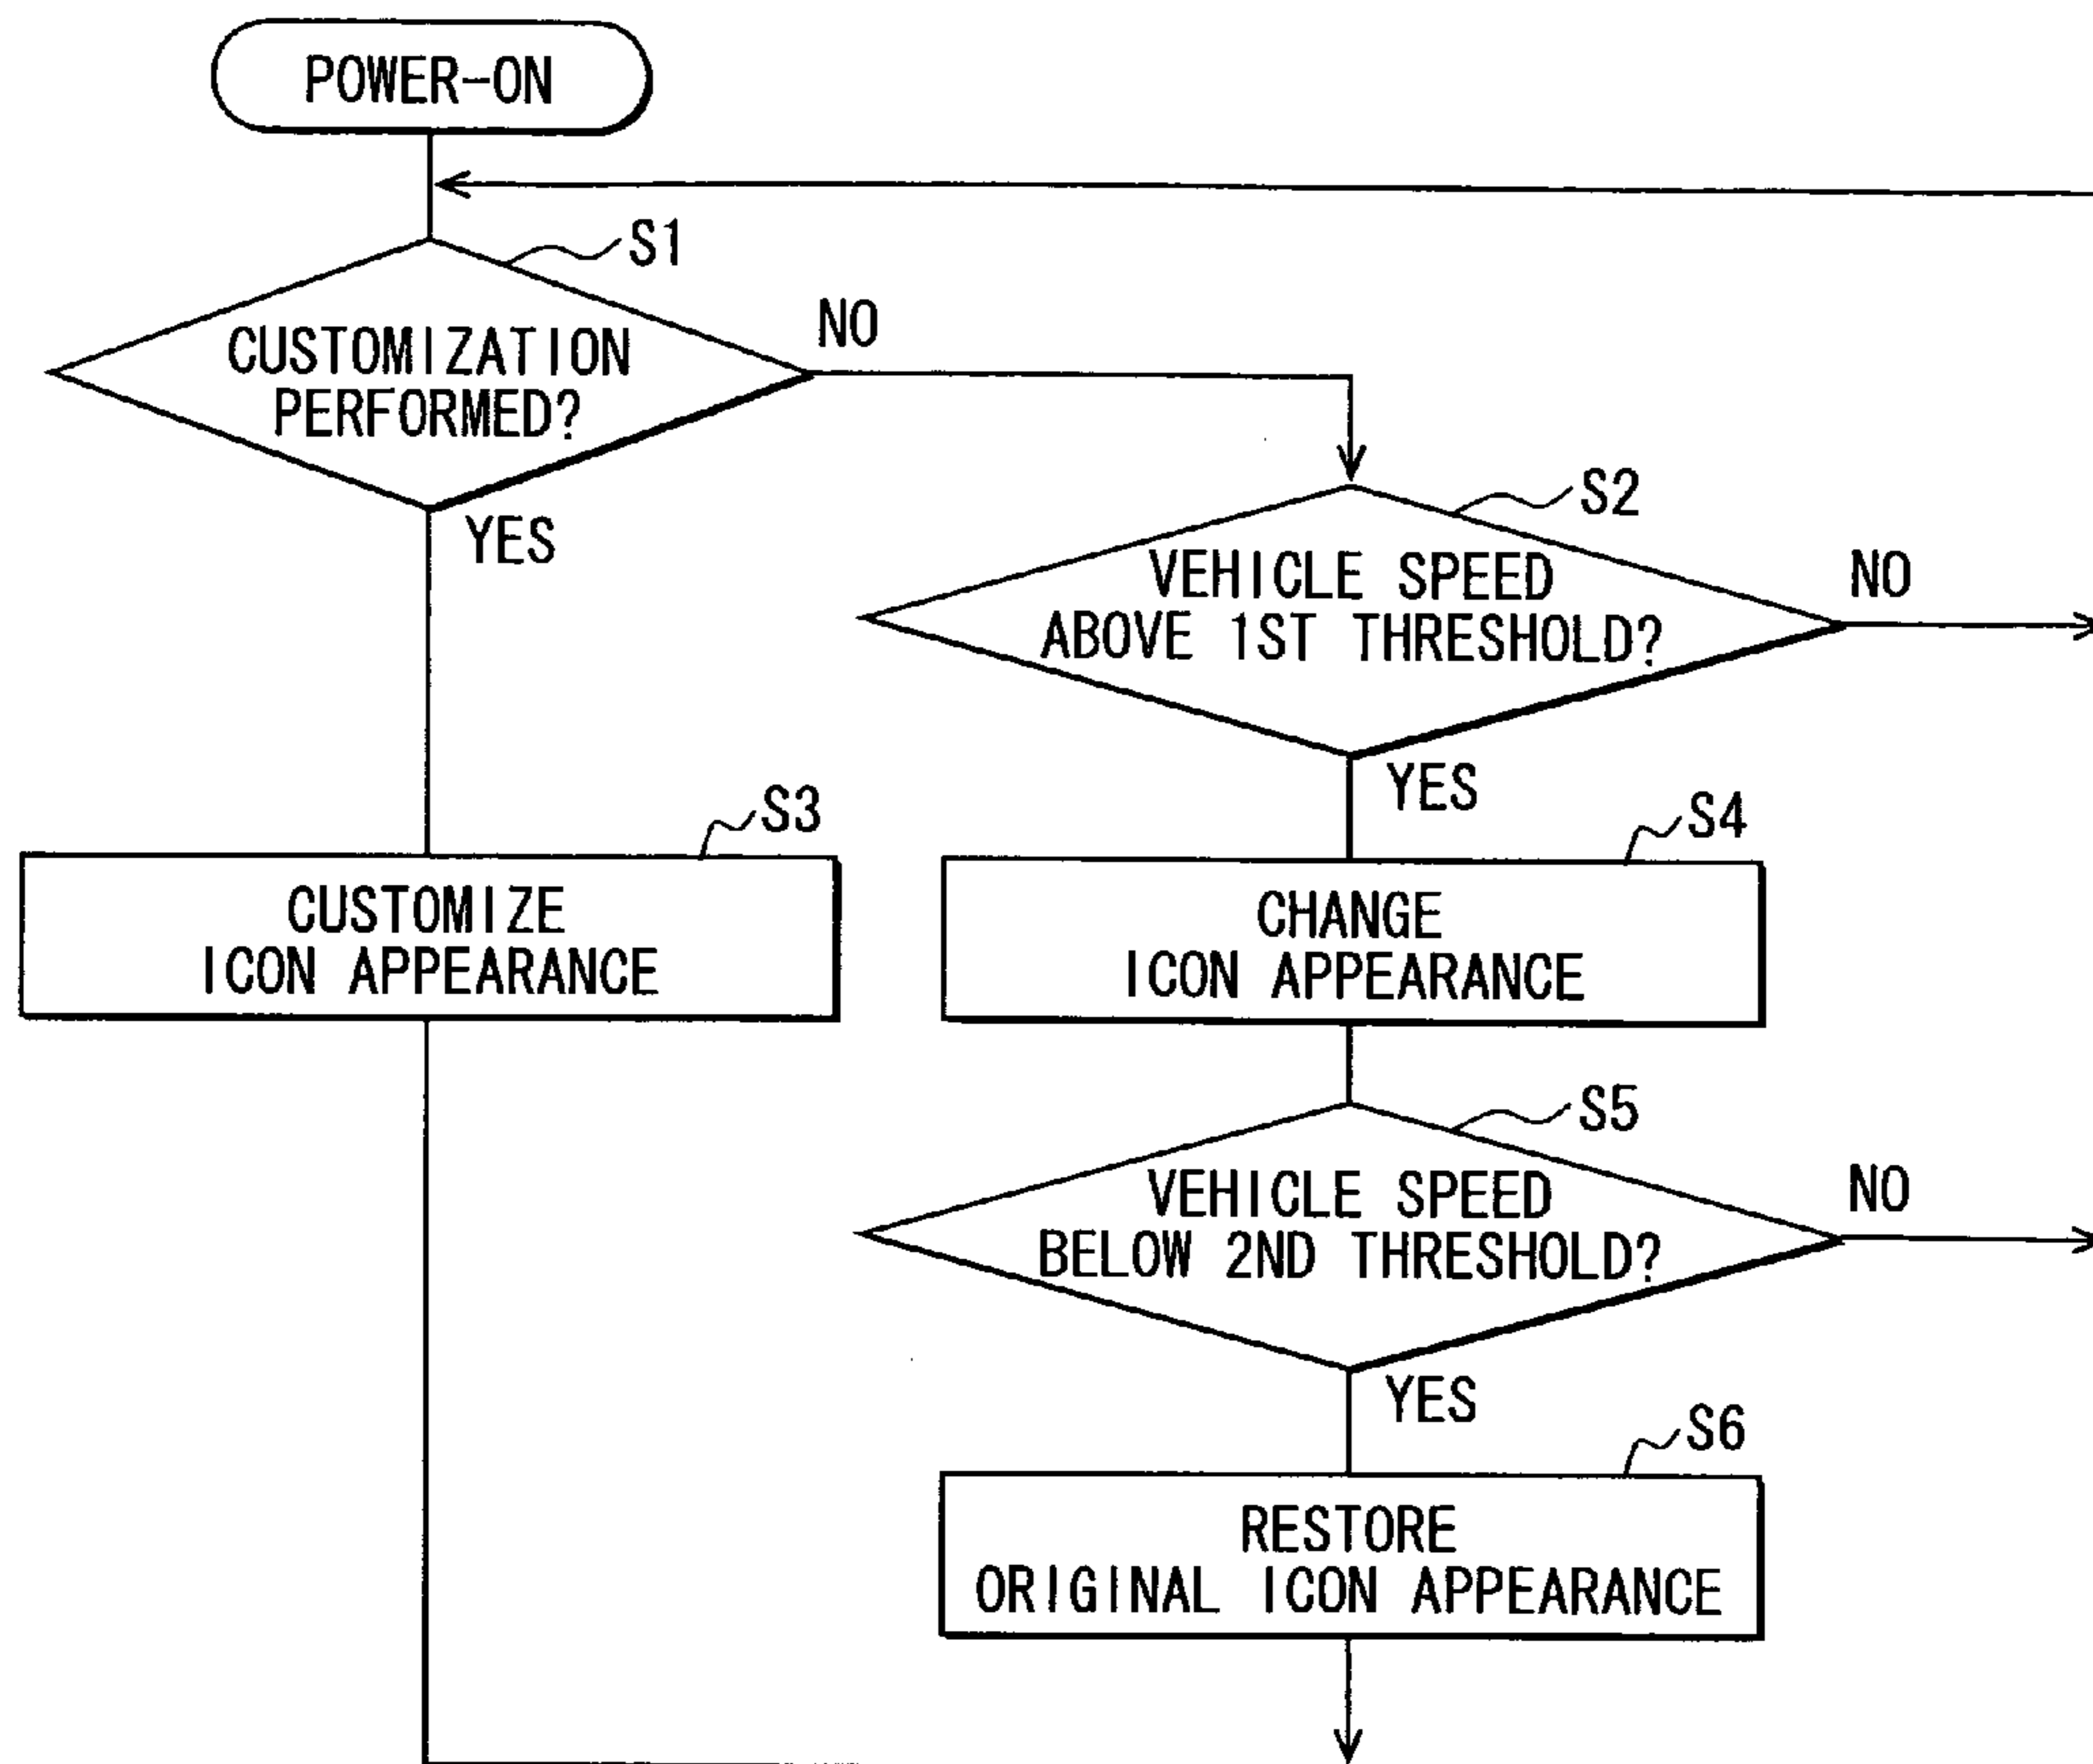 POWER-ON
S1
NO
CUSTOMIZATION
PERFORMED?
YES
S2
VEHICLE SPEED
ABOVE 1ST THRESHOLD?
NO
YES
S3
CUSTOMIZE
ICON APPEARANCE
S4
CHANGE
ICON APPEARANCE
S5
VEHICLE SPEED
BELOW 2ND THRESHOLD?
NO
YES
S6
RESTORE
ORIGINAL ICON APPEARANCE